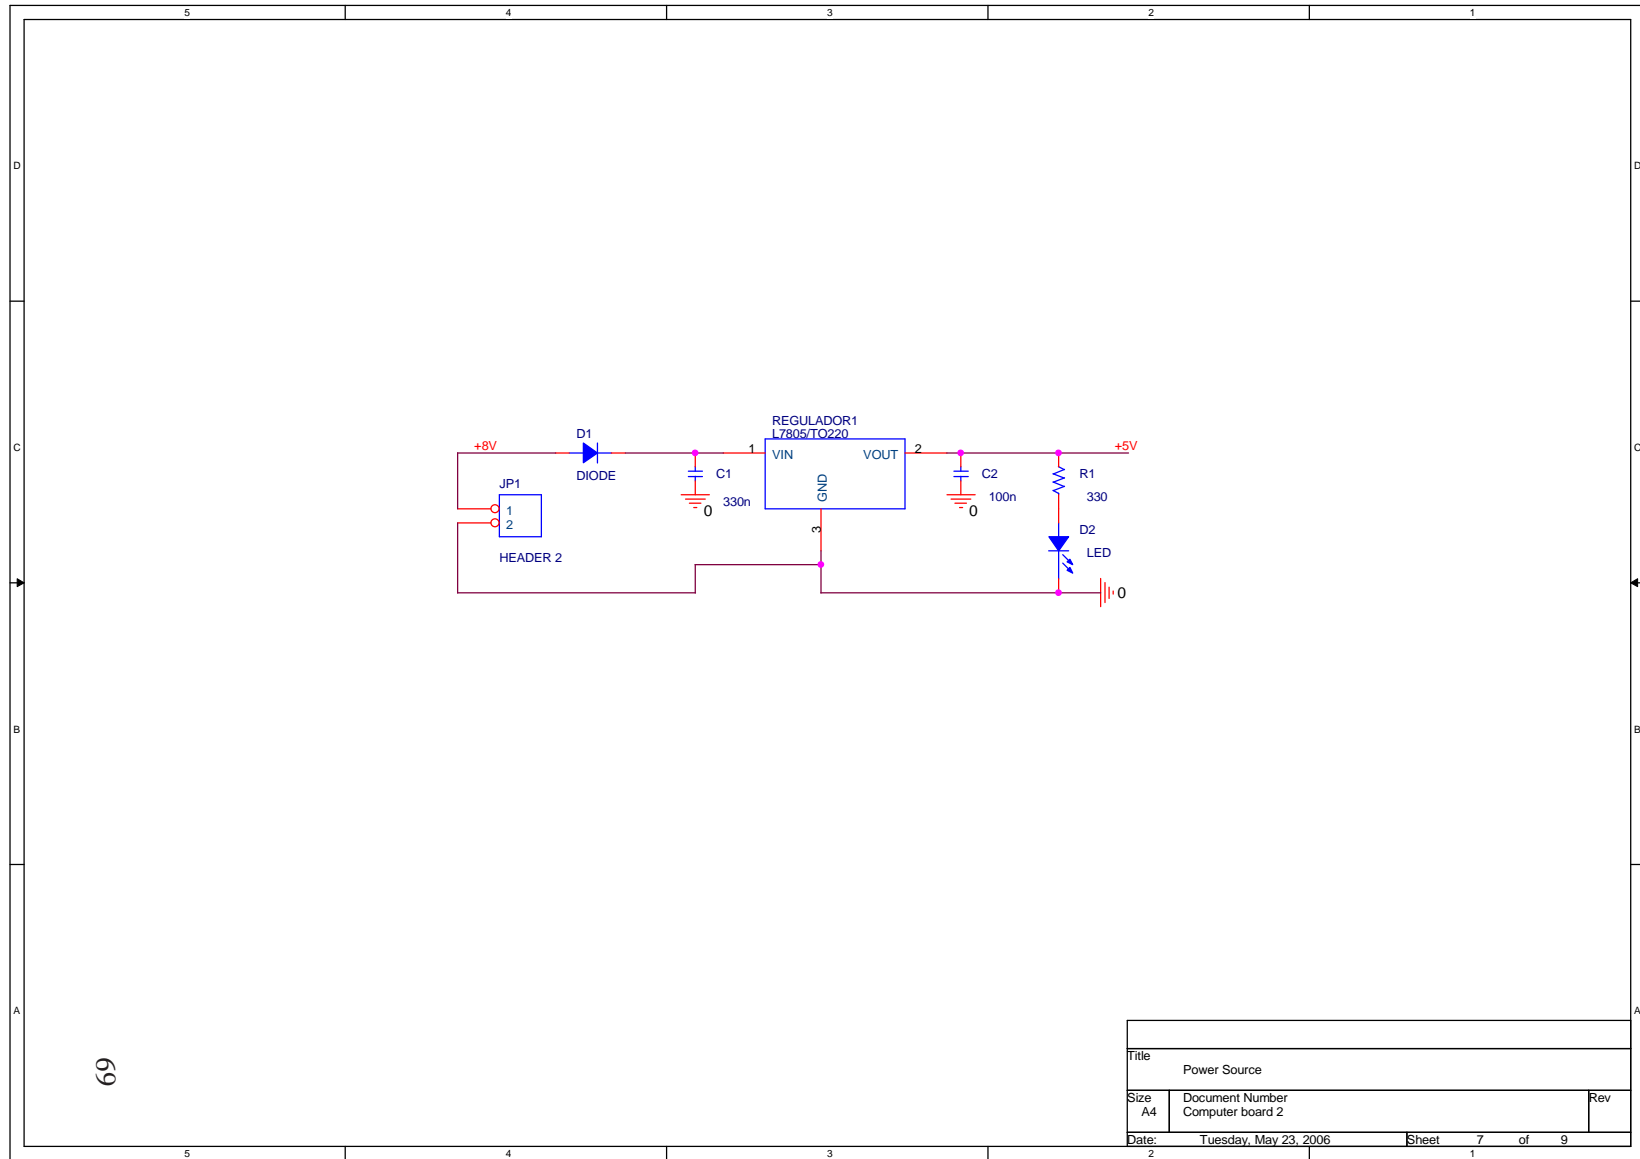 5 4 3 2 1
D D
C C
B B
A A
REGULADOR1
L7805/TO220
+8V
D1
DIODE
1
VIN
VOUT
GND
2
3
+5V
C1
330n
0
C2
100n
0
R1
330
D2
LED
0
JP1
1
2
HEADER 2
69
Title
Power Source
Size
A4
Document Number
Computer board 2
Rev
Date: Tuesday, May 23, 2006 Sheet 7 of 9
5 4 3 2 1